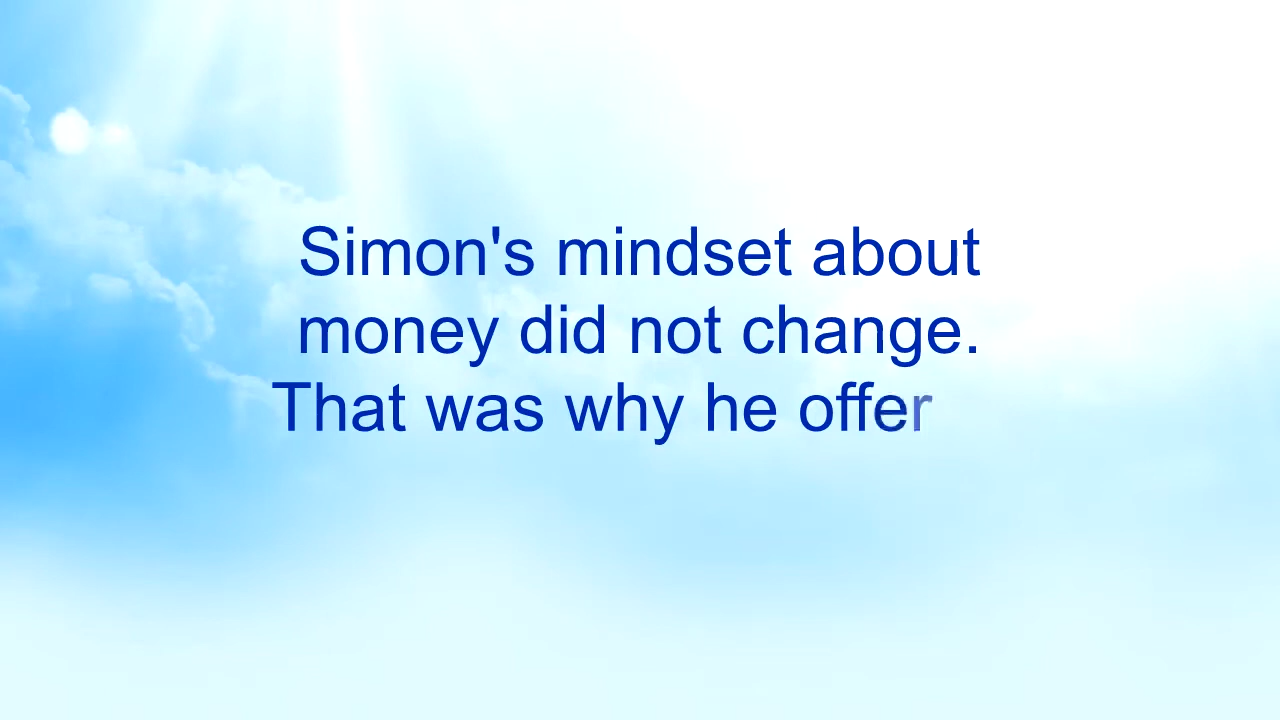 Simon's mindset about
money did not change.
That was why he offer